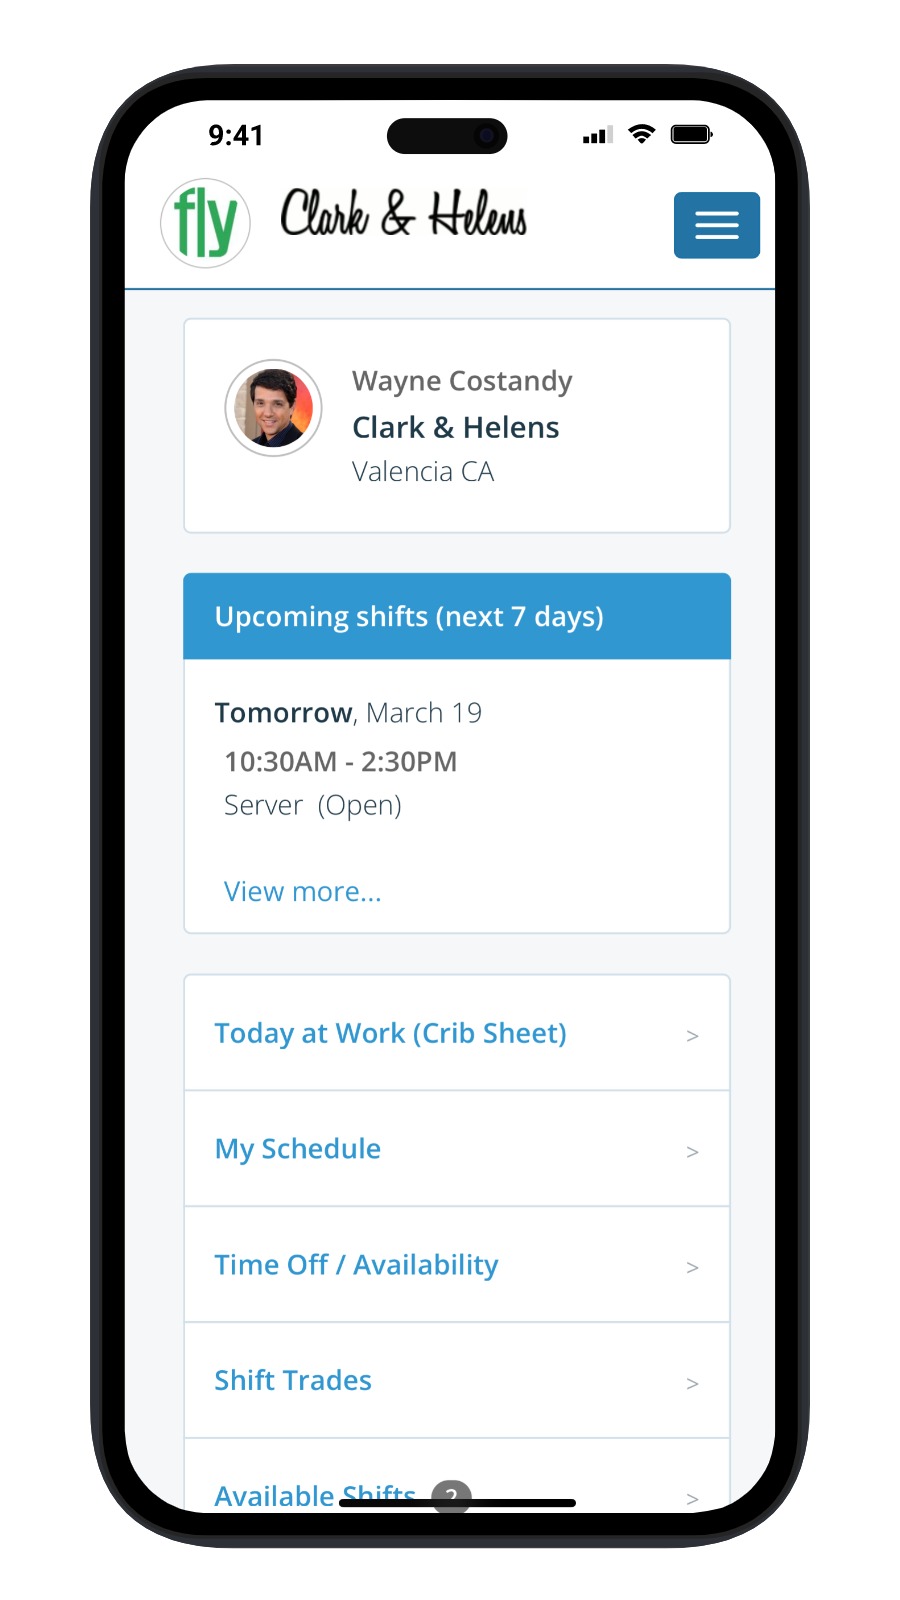 9:41
fly
Clark & Helens
Wayne Costandy
Clark & Helens
Valencia CA
Upcoming shifts (next 7 days)
Tomorrow, March 19
10:30AM - 2:30PM
Server (Open)
View more...
Today at Work (Crib Sheet) >
My Schedule >
Time Off / Availability >
Shift Trades >
Available Shifts 2 >